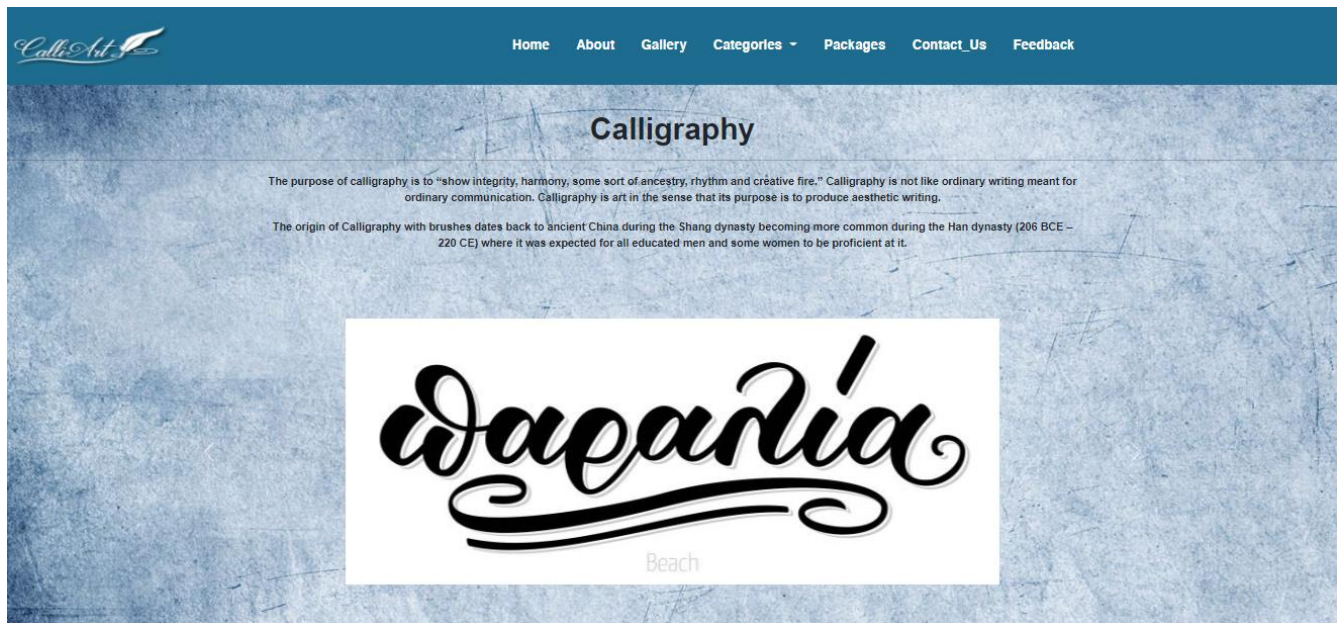 Calli Art
Home About Gallery Categories Packages Contact_Us Feedback
Calligraphy
The purpose of calligraphy is to “show integrity, harmony, some sort of ancestry, rhythm and creative fire.” Calligraphy is not like ordinary writing meant for
ordinary communication. Calligraphy is art in the sense that its purpose is to produce aesthetic writing.
The origin of Calligraphy with brushes dates back to ancient China during the Shang dynasty becoming more common during the Han dynasty (206 BCE –
220 CE) where it was expected for all educated men and some women to be proficient at it.
παραλία
Beach